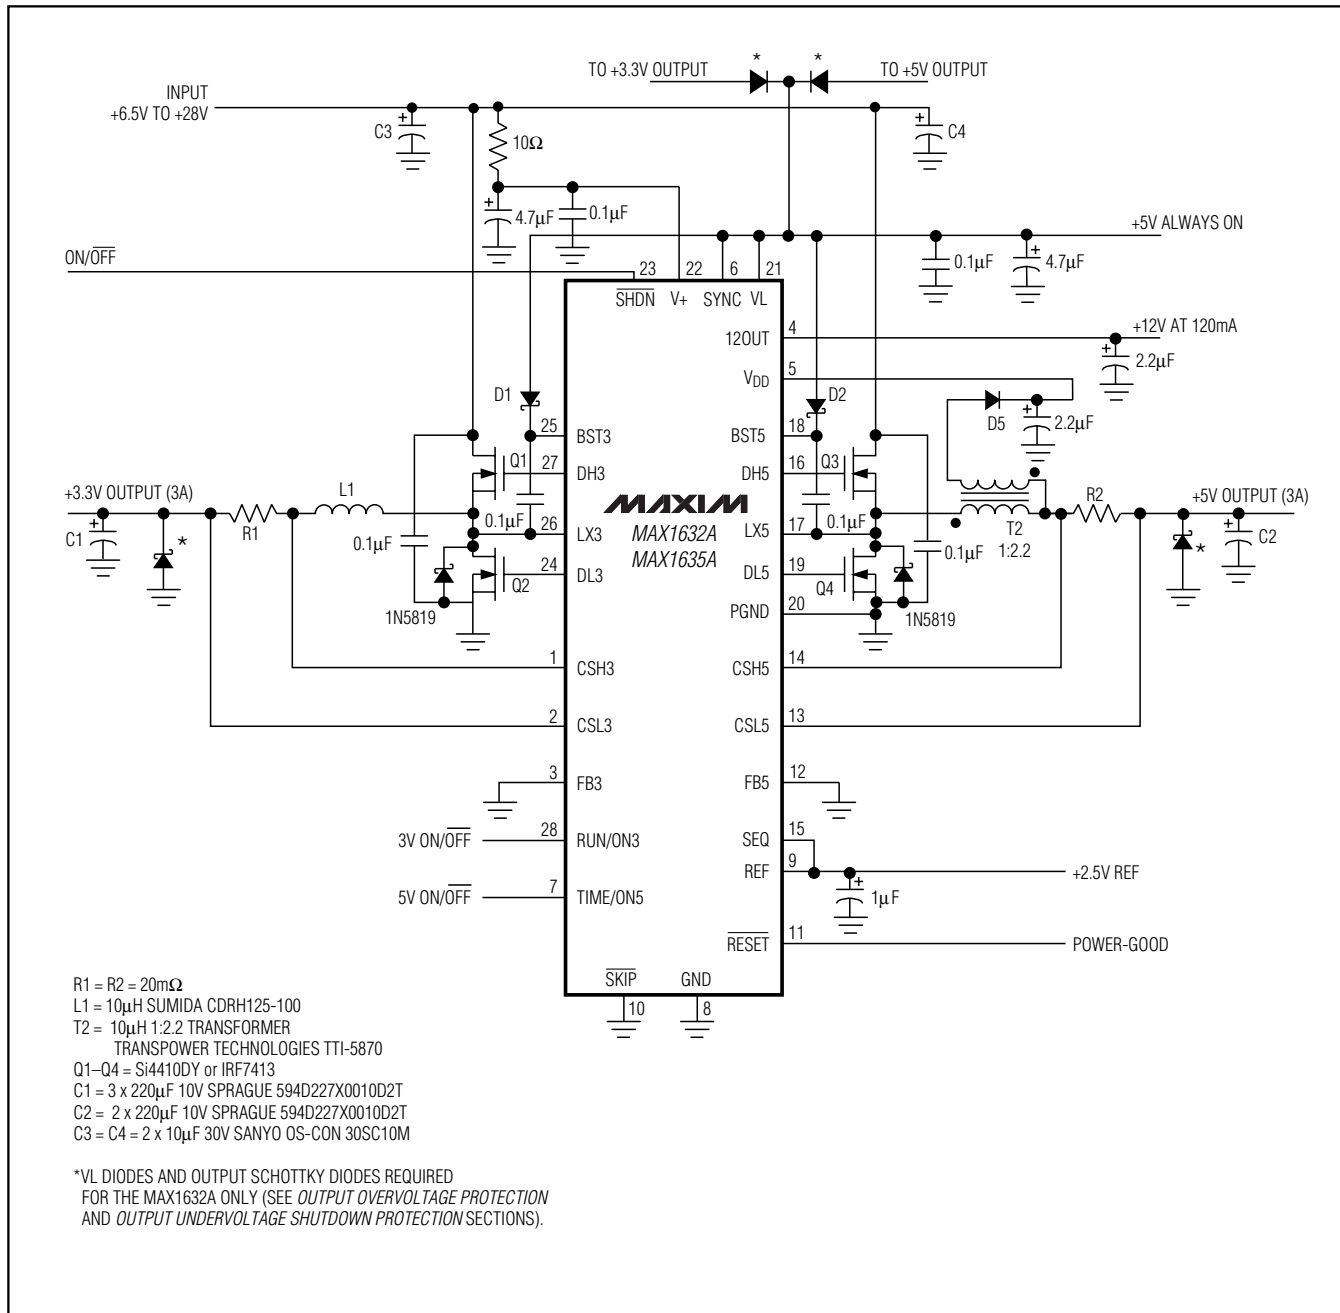 TO +3.3V OUTPUT
*
*
TO +5V OUTPUT
INPUT
+6.5V TO +28V
C3
10Ω
C4
4.7μF
0.1μF
+5V ALWAYS ON
ON/OFF
0.1μF
4.7μF
23
22
6
21
SHDN
V+
SYNC
VL
12OUT
4
+12V AT 120mA
2.2μF
VDD
5
D1
D2
D5
2.2μF
25
BST3
BST5
18
Q1
27
DH3
DH5
16
Q3
+3.3V OUTPUT (3A)
L1
R2
+5V OUTPUT (3A)
MAXIM
MAX1632A
MAX1635A
C1
*
R1
0.1μF
0.1μF
26
LX3
LX5
17
0.1μF
0.1μF
T2
1:2.2
*
C2
24
DL3
DL5
19
Q2
Q4
1N5819
PGND
20
1N5819
1
CSH3
CSH5
14
2
CSL3
CSL5
13
3
FB3
FB5
12
3V ON/OFF
28
RUN/ON3
SEQ
15
REF
9
+2.5V REF
1μF
5V ON/OFF
7
TIME/ON5
RESET
11
POWER-GOOD
SKIP
GND
10
8
R1 = R2 = 20mΩ
L1 = 10μH SUMIDA CDRH125-100
T2 = 10μH 1:2.2 TRANSFORMER
TRANSPOWER TECHNOLOGIES TTI-5870
Q1–Q4 = Si4410DY or IRF7413
C1 = 3 x 220μF 10V SPRAGUE 594D227X0010D2T
C2 = 2 x 220μF 10V SPRAGUE 594D227X0010D2T
C3 = C4 = 2 x 10μF 30V SANYO OS-CON 30SC10M
*VL DIODES AND OUTPUT SCHOTTKY DIODES REQUIRED
FOR THE MAX1632A ONLY (SEE OUTPUT OVERVOLTAGE PROTECTION
AND OUTPUT UNDERVOLTAGE SHUTDOWN PROTECTION SECTIONS).